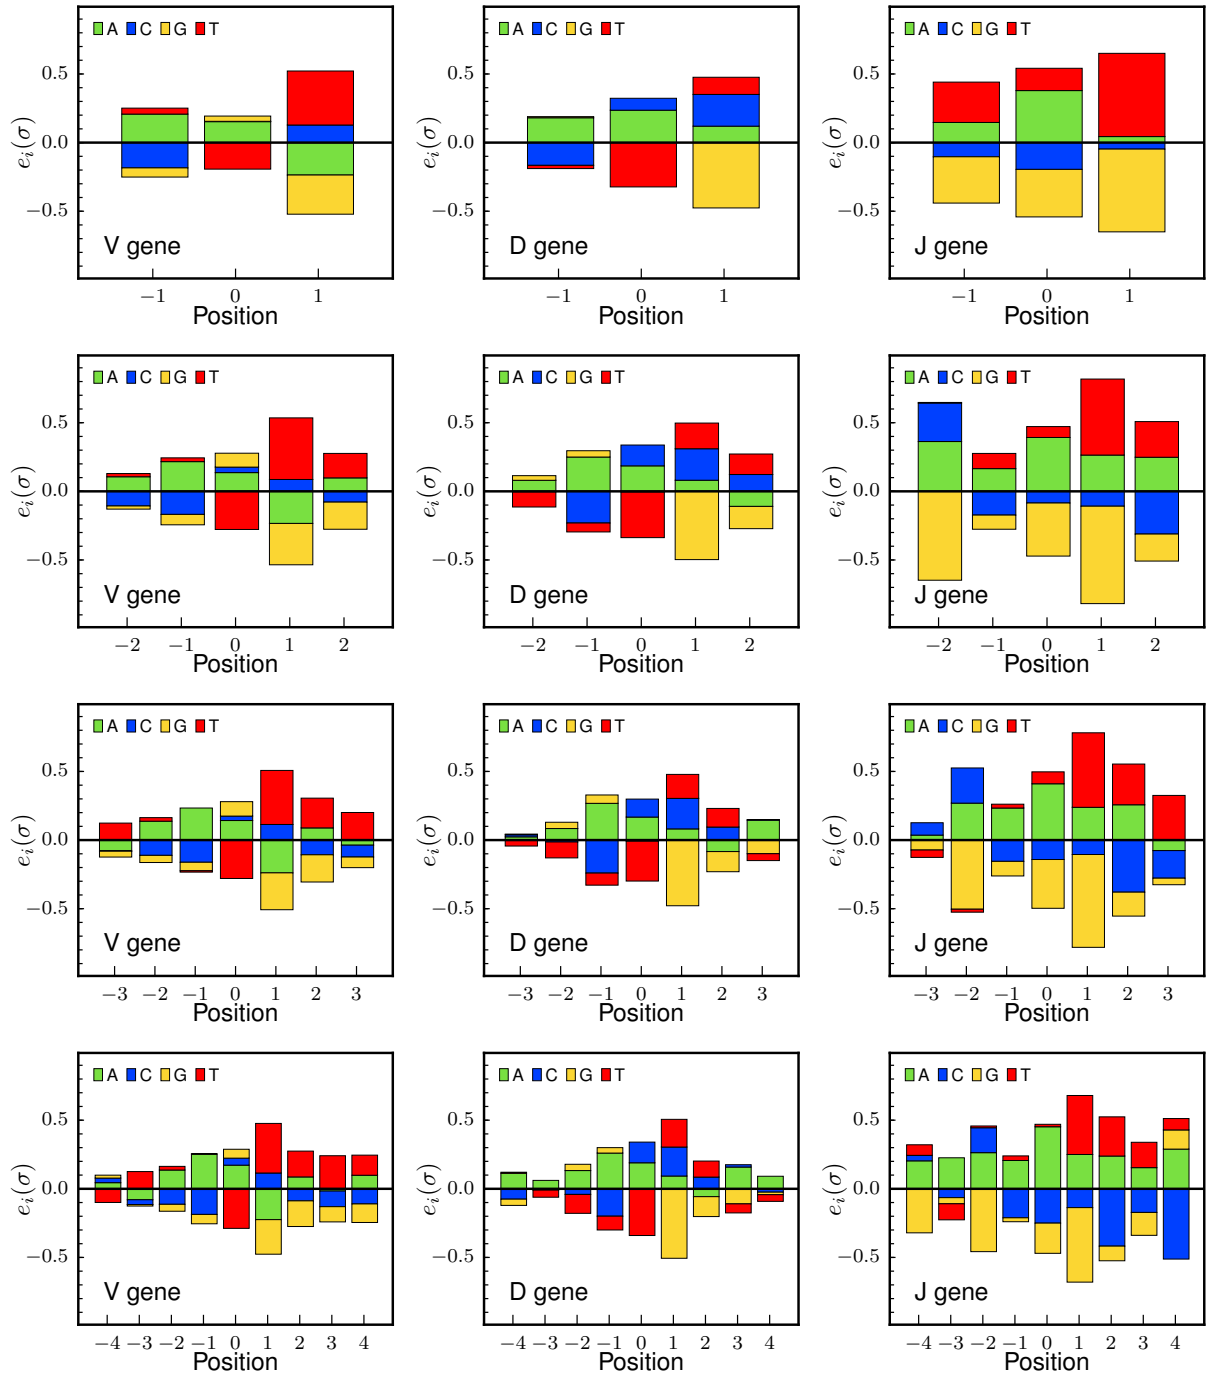 A C G T A C G T A C G T
0.5 0.5 0.5
0.0 0.0 0.0
−0.5 −0.5 −0.5
e_i(σ) e_i(σ) e_i(σ)
V gene D gene J gene
−1 0 1 −1 0 1 −1 0 1
Position Position Position
A C G T A C G T A C G T
0.5 0.5 0.5
0.0 0.0 0.0
−0.5 −0.5 −0.5
e_i(σ) e_i(σ) e_i(σ)
V gene D gene J gene
−2 −1 0 1 2 −2 −1 0 1 2 −2 −1 0 1 2
Position Position Position
A C G T A C G T A C G T
0.5 0.5 0.5
0.0 0.0 0.0
−0.5 −0.5 −0.5
e_i(σ) e_i(σ) e_i(σ)
V gene D gene J gene
−3 −2 −1 0 1 2 3 −3 −2 −1 0 1 2 3 −3 −2 −1 0 1 2 3
Position Position Position
A C G T A C G T A C G T
0.5 0.5 0.5
0.0 0.0 0.0
−0.5 −0.5 −0.5
e_i(σ) e_i(σ) e_i(σ)
V gene D gene J gene
−4 −3 −2 −1 0 1 2 3 4 −4 −3 −2 −1 0 1 2 3 4 −4 −3 −2 −1 0 1 2 3 4
Position Position Position